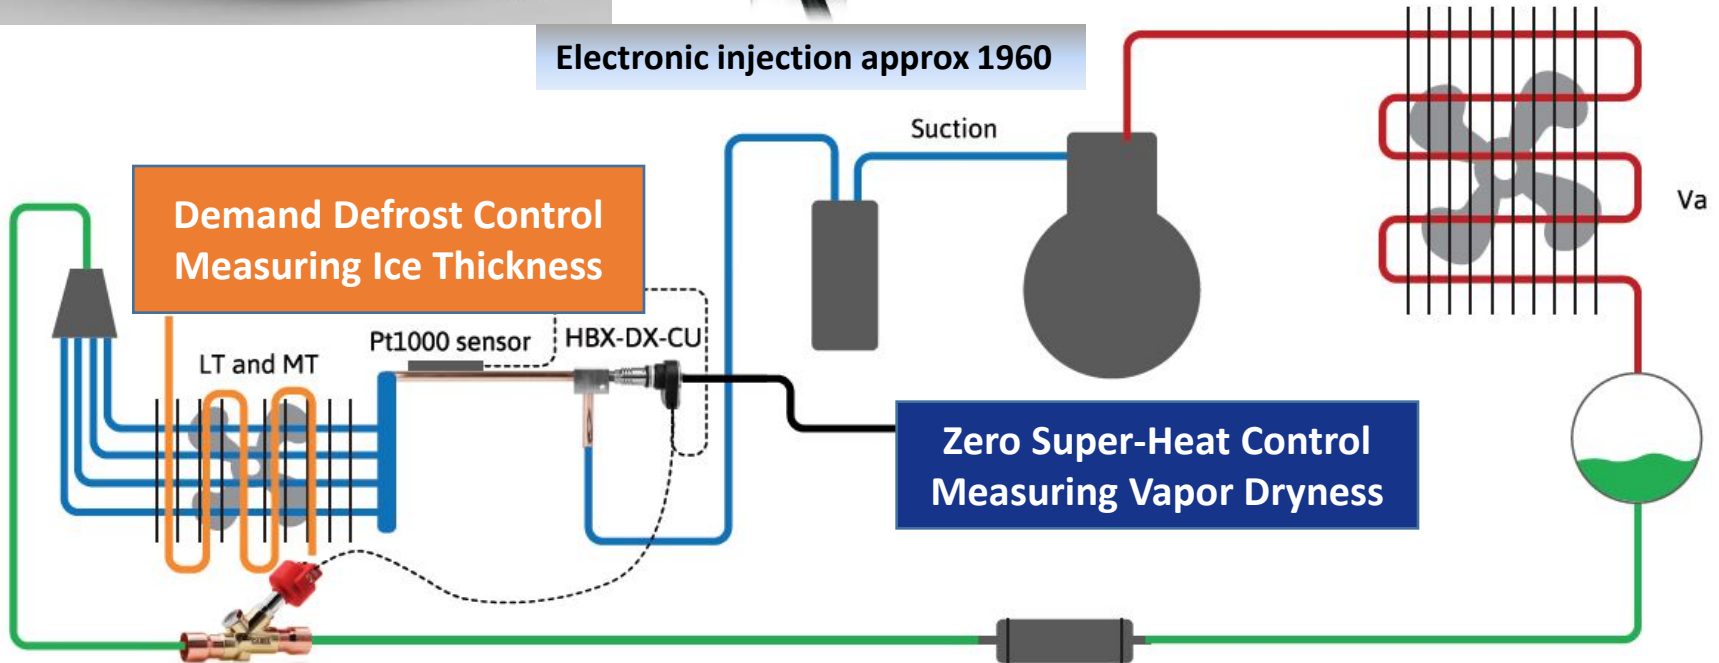 Electronic injection approx 1960
Suction
Demand Defrost Control
Measuring Ice Thickness
Va
Pt1000 sensor
HBX-DX-CU
LT and MT
Zero Super-Heat Control
Measuring Vapor Dryness